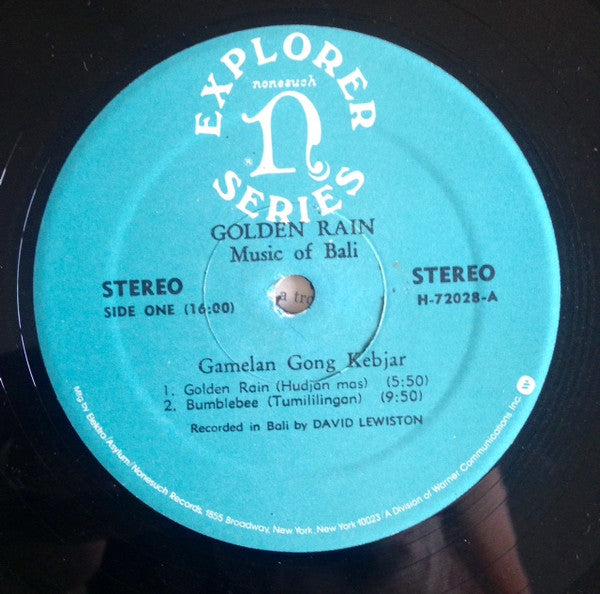 EXPLORER
nonesuch
n
SERIES
GOLDEN RAIN
Music of Bali
STEREO
SIDE ONE (16:00)
STEREO
H-72028-A
a tro
Gamelan Gong Kebjar
1. Golden Rain (Hudjan mas) (5:50)
2. Bumblebee (Tumililingan) (9:50)
Recorded in Bali by DAVID LEWISTON
Mfg by Elektra/Asylum/Nonesuch Records, 1855 Broadway, New York, New York 10023/A Division of Warner Communications Inc.